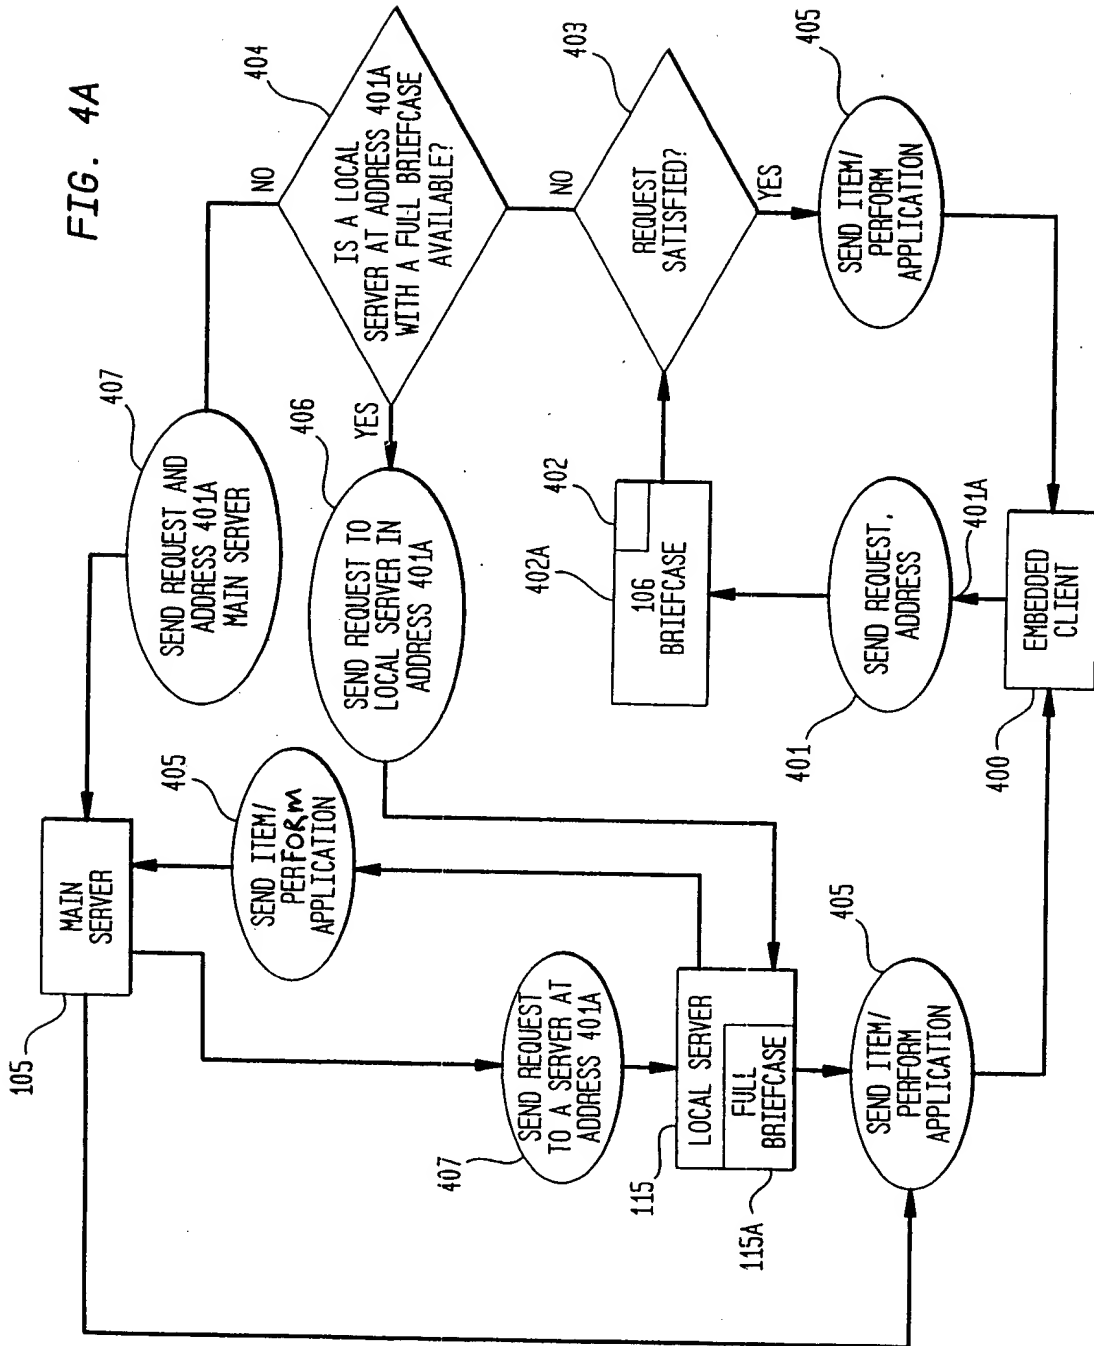 FIG. 4A
407
SEND REQUEST AND
ADDRESS 401A
MAIN SERVER
NO
404
IS A LOCAL
SERVER AT ADDRESS 401A
WITH A FULL BRIEFCASE
AVAILABLE?
YES
406
SEND REQUEST TO
LOCAL SERVER IN
ADDRESS 401A
NO
403
REQUEST
SATISFIED?
YES
405
SEND ITEM/
PERFORM
APPLICATION
402
402A
106
BRIEFCASE
401
SEND REQUEST,
ADDRESS
401A
400
EMBEDDED
CLIENT
105
MAIN
SERVER
405
SEND ITEM/
PERFORM
APPLICATION
407
SEND REQUEST
TO A SERVER AT
ADDRESS 401A
115
LOCAL SERVER
FULL
BRIEFCASE
115A
405
SEND ITEM/
PERFORM
APPLICATION